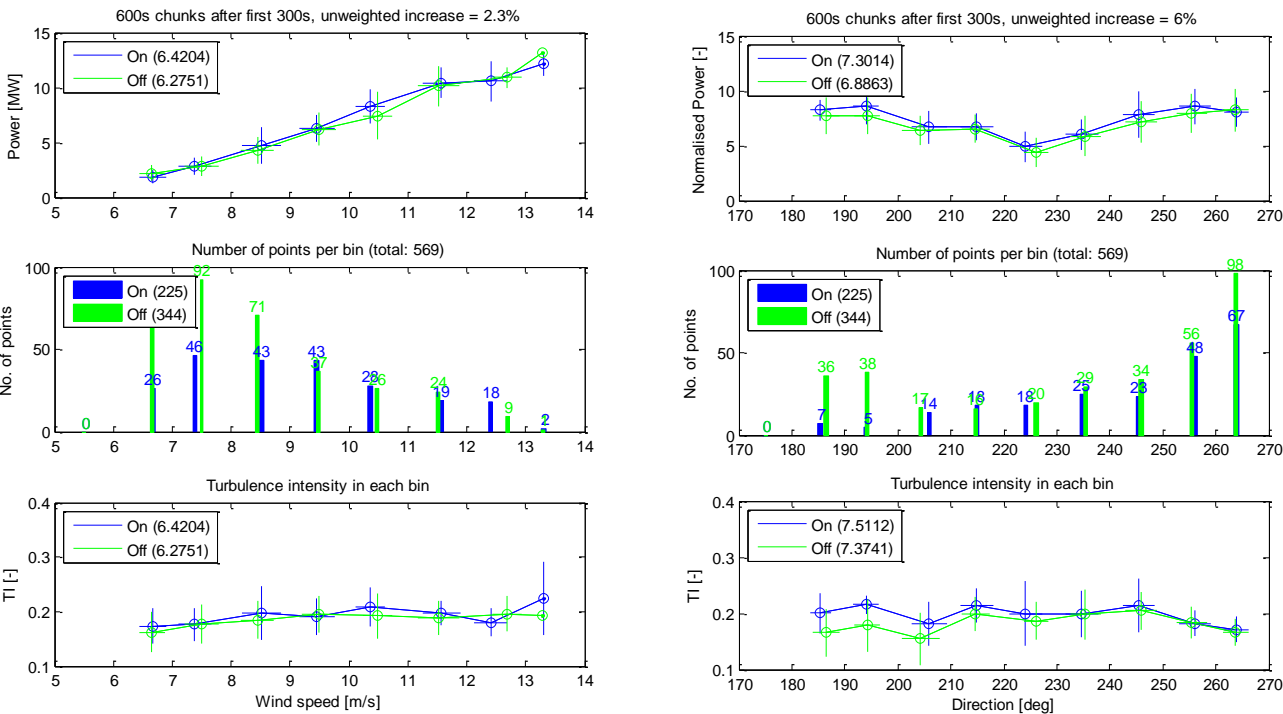 600s chunks after first 300s, unweighted increase = 2.3%
15
10
5
0
Power [MW]
On (6.4204)
Off (6.2751)
5 6 7 8 9 10 11 12 13 14
Number of points per bin (total: 569)
100
50
0
No. of points
On (225)
Off (344)
0 26 46 92 43 71 43 37 28 26 24 19 18 9 2
5 6 7 8 9 10 11 12 13 14
Turbulence intensity in each bin
0.4
0.3
0.2
0.1
TI [-]
On (6.4204)
Off (6.2751)
5 6 7 8 9 10 11 12 13 14
Wind speed [m/s]
600s chunks after first 300s, unweighted increase = 6%
15
10
5
0
Normalised Power [-]
On (7.3014)
Off (6.8863)
170 180 190 200 210 220 230 240 250 260 270
Number of points per bin (total: 569)
100
50
0
No. of points
On (225)
Off (344)
0 7 36 5 38 17 14 18 18 20 25 29 23 34 56 48 98 67
170 180 190 200 210 220 230 240 250 260 270
Turbulence intensity in each bin
0.4
0.3
0.2
0.1
TI [-]
On (7.5112)
Off (7.3741)
170 180 190 200 210 220 230 240 250 260 270
Direction [deg]